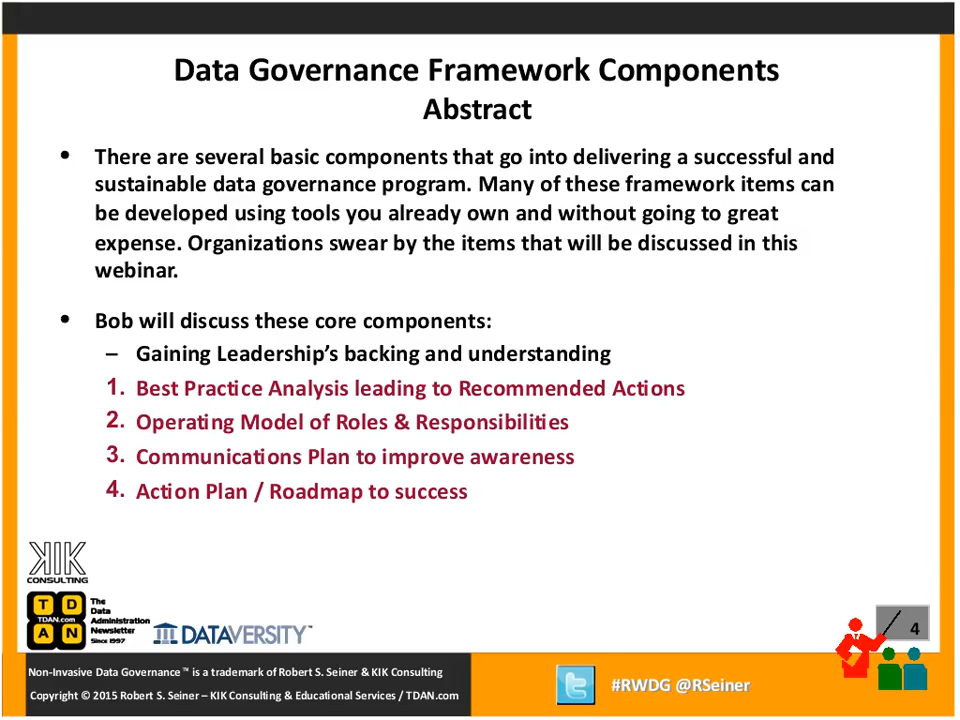 Data Governance Framework Components
Abstract
• There are several basic components that go into delivering a successful and
sustainable data governance program. Many of these framework items can
be developed using tools you already own and without going to great
expense. Organizations swear by the items that will be discussed in this
webinar.
• Bob will discuss these core components:
– Gaining Leadership's backing and understanding
1. Best Practice Analysis leading to Recommended Actions
2. Operating Model of Roles & Responsibilities
3. Communications Plan to improve awareness
4. Action Plan / Roadmap to success
KIK
CONSULTING
T D
TDAN.com
A N
The
Data
Administration
Newsletter
Since 1997
DATAVERSITY™
4
Non-Invasive Data Governance™ is a trademark of Robert S. Seiner & KIK Consulting
Copyright © 2015 Robert S. Seiner – KIK Consulting & Educational Services / TDAN.com
#RWDG @RSeiner